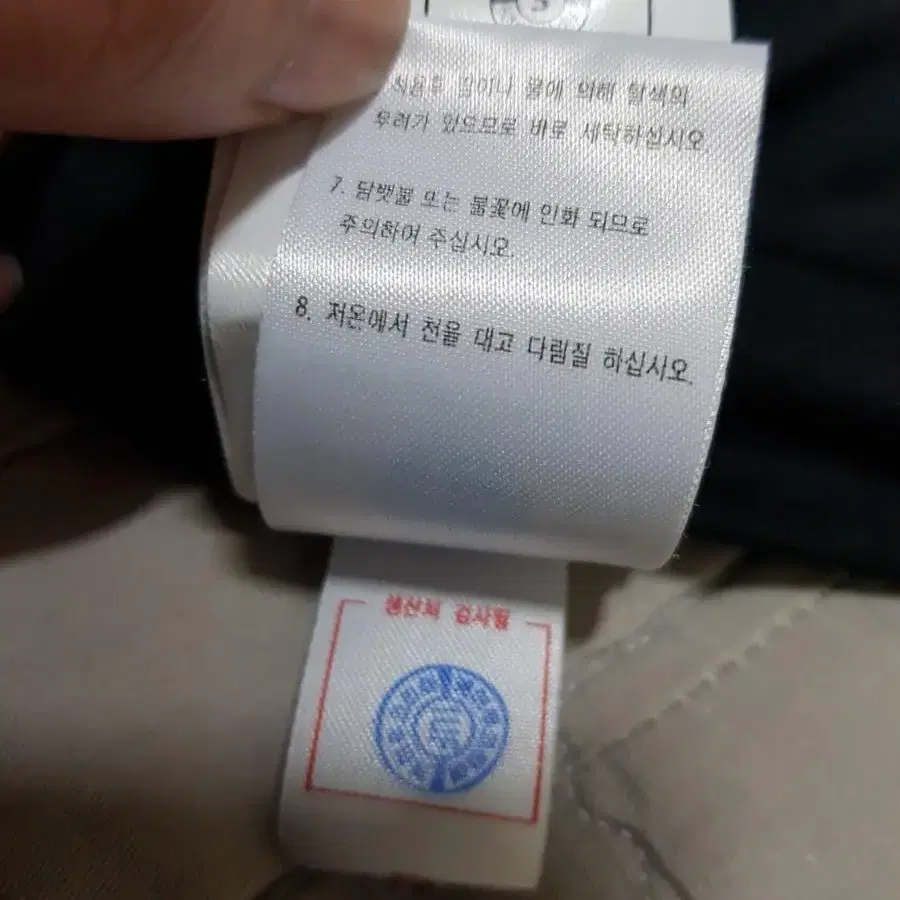 착용후 땀이나 물에 의해 탈색의
우려가 있으므로 바로 세탁하십시오.
7. 담뱃불 또는 불꽃에 인화 되므로
주의하여 주십시오.
8. 저온에서 천을 대고 다림질 하십시오.
생산처 검사필